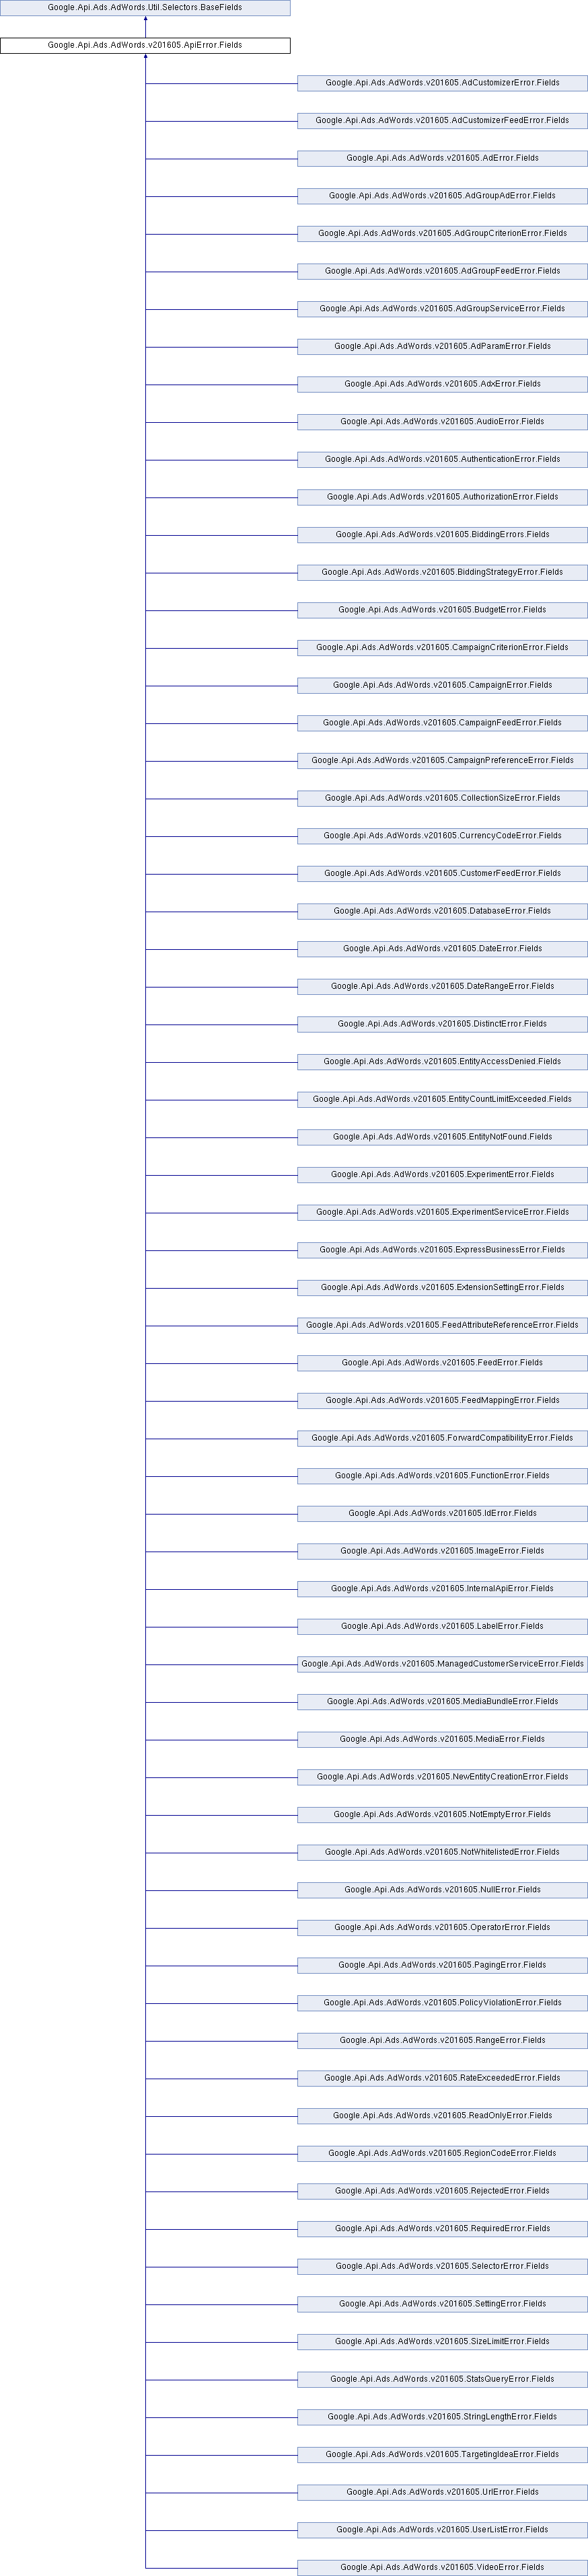 Google.Api.Ads.AdWords.Util.Selectors.BaseFields
Google.Api.Ads.AdWords.v201605.ApiError.Fields
Google.Api.Ads.AdWords.v201605.AdCustomizerError.Fields
Google.Api.Ads.AdWords.v201605.AdCustomizerFeedError.Fields
Google.Api.Ads.AdWords.v201605.AdError.Fields
Google.Api.Ads.AdWords.v201605.AdGroupAdError.Fields
Google.Api.Ads.AdWords.v201605.AdGroupCriterionError.Fields
Google.Api.Ads.AdWords.v201605.AdGroupFeedError.Fields
Google.Api.Ads.AdWords.v201605.AdGroupServiceError.Fields
Google.Api.Ads.AdWords.v201605.AdParamError.Fields
Google.Api.Ads.AdWords.v201605.AdxError.Fields
Google.Api.Ads.AdWords.v201605.AudioError.Fields
Google.Api.Ads.AdWords.v201605.AuthenticationError.Fields
Google.Api.Ads.AdWords.v201605.AuthorizationError.Fields
Google.Api.Ads.AdWords.v201605.BiddingErrors.Fields
Google.Api.Ads.AdWords.v201605.BiddingStrategyError.Fields
Google.Api.Ads.AdWords.v201605.BudgetError.Fields
Google.Api.Ads.AdWords.v201605.CampaignCriterionError.Fields
Google.Api.Ads.AdWords.v201605.CampaignError.Fields
Google.Api.Ads.AdWords.v201605.CampaignFeedError.Fields
Google.Api.Ads.AdWords.v201605.CampaignPreferenceError.Fields
Google.Api.Ads.AdWords.v201605.CollectionSizeError.Fields
Google.Api.Ads.AdWords.v201605.CurrencyCodeError.Fields
Google.Api.Ads.AdWords.v201605.CustomerFeedError.Fields
Google.Api.Ads.AdWords.v201605.DatabaseError.Fields
Google.Api.Ads.AdWords.v201605.DateError.Fields
Google.Api.Ads.AdWords.v201605.DateRangeError.Fields
Google.Api.Ads.AdWords.v201605.DistinctError.Fields
Google.Api.Ads.AdWords.v201605.EntityAccessDenied.Fields
Google.Api.Ads.AdWords.v201605.EntityCountLimitExceeded.Fields
Google.Api.Ads.AdWords.v201605.EntityNotFound.Fields
Google.Api.Ads.AdWords.v201605.ExperimentError.Fields
Google.Api.Ads.AdWords.v201605.ExperimentServiceError.Fields
Google.Api.Ads.AdWords.v201605.ExpressBusinessError.Fields
Google.Api.Ads.AdWords.v201605.ExtensionSettingError.Fields
Google.Api.Ads.AdWords.v201605.FeedAttributeReferenceError.Fields
Google.Api.Ads.AdWords.v201605.FeedError.Fields
Google.Api.Ads.AdWords.v201605.FeedMappingError.Fields
Google.Api.Ads.AdWords.v201605.ForwardCompatibilityError.Fields
Google.Api.Ads.AdWords.v201605.FunctionError.Fields
Google.Api.Ads.AdWords.v201605.IdError.Fields
Google.Api.Ads.AdWords.v201605.ImageError.Fields
Google.Api.Ads.AdWords.v201605.InternalApiError.Fields
Google.Api.Ads.AdWords.v201605.LabelError.Fields
Google.Api.Ads.AdWords.v201605.ManagedCustomerServiceError.Fields
Google.Api.Ads.AdWords.v201605.MediaBundleError.Fields
Google.Api.Ads.AdWords.v201605.MediaError.Fields
Google.Api.Ads.AdWords.v201605.NewEntityCreationError.Fields
Google.Api.Ads.AdWords.v201605.NotEmptyError.Fields
Google.Api.Ads.AdWords.v201605.NotWhitelistedError.Fields
Google.Api.Ads.AdWords.v201605.NullError.Fields
Google.Api.Ads.AdWords.v201605.OperatorError.Fields
Google.Api.Ads.AdWords.v201605.PagingError.Fields
Google.Api.Ads.AdWords.v201605.PolicyViolationError.Fields
Google.Api.Ads.AdWords.v201605.RangeError.Fields
Google.Api.Ads.AdWords.v201605.RateExceededError.Fields
Google.Api.Ads.AdWords.v201605.ReadOnlyError.Fields
Google.Api.Ads.AdWords.v201605.RegionCodeError.Fields
Google.Api.Ads.AdWords.v201605.RejectedError.Fields
Google.Api.Ads.AdWords.v201605.RequiredError.Fields
Google.Api.Ads.AdWords.v201605.SelectorError.Fields
Google.Api.Ads.AdWords.v201605.SettingError.Fields
Google.Api.Ads.AdWords.v201605.SizeLimitError.Fields
Google.Api.Ads.AdWords.v201605.StatsQueryError.Fields
Google.Api.Ads.AdWords.v201605.StringLengthError.Fields
Google.Api.Ads.AdWords.v201605.TargetingIdeaError.Fields
Google.Api.Ads.AdWords.v201605.UrlError.Fields
Google.Api.Ads.AdWords.v201605.UserListError.Fields
Google.Api.Ads.AdWords.v201605.VideoError.Fields